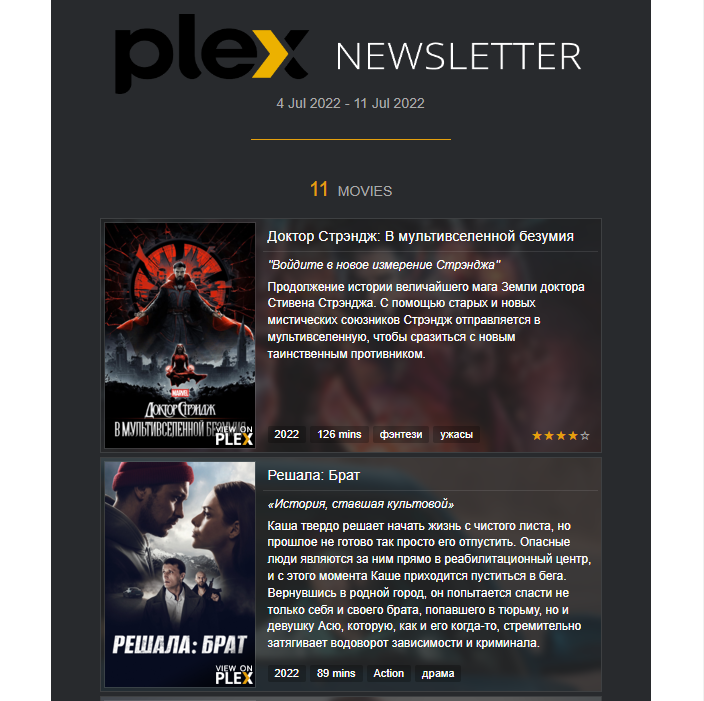 plex NEWSLETTER
4 Jul 2022 - 11 Jul 2022
11 MOVIES
Доктор Стрэндж: В мультивселенной безумия
"Войдите в новое измерение Стрэнджа"
Продолжение истории величайшего мага Земли доктора
Стивена Стрэнджа. С помощью старых и новых
мистических союзников Стрэндж отправляется в
мультивселенную, чтобы сразиться с новым
таинственным противником.
MARVEL
ДОКТОР СТРЭНДЖ
В МУЛЬТИВСЕЛЕННОЙ БЕЗУМИЯ
VIEW ON
PLEX
2022 126 mins фэнтези ужасы
Решала: Брат
«История, ставшая культовой»
Каша твердо решает начать жизнь с чистого листа, но
прошлое не готово так просто его отпустить. Опасные
люди являются за ним прямо в реабилитационный центр,
и с этого момента Каше приходится пуститься в бега.
Вернувшись в родной город, он попытается спасти не
только себя и своего брата, попавшего в тюрьму, но и
девушку Асю, которую, как и его когда-то, стремительно
затягивает водоворот зависимости и криминала.
РЕШАЛА: БРАТ
VIEW ON
PLEX
2022 89 mins Action драма